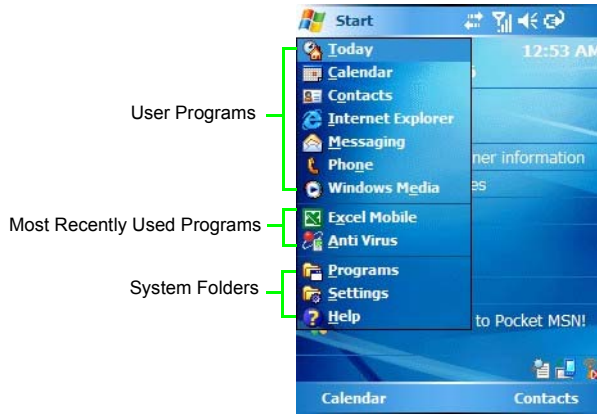 Start
12:53 AM
Today
Calendar
Contacts
Internet Explorer
User Programs
Messaging
ner information
Phone
Windows Media
es
Most Recently Used Programs
Excel Mobile
Anti Virus
System Folders
Programs
Settings
Help
to Pocket MSN!
Calendar
Contacts